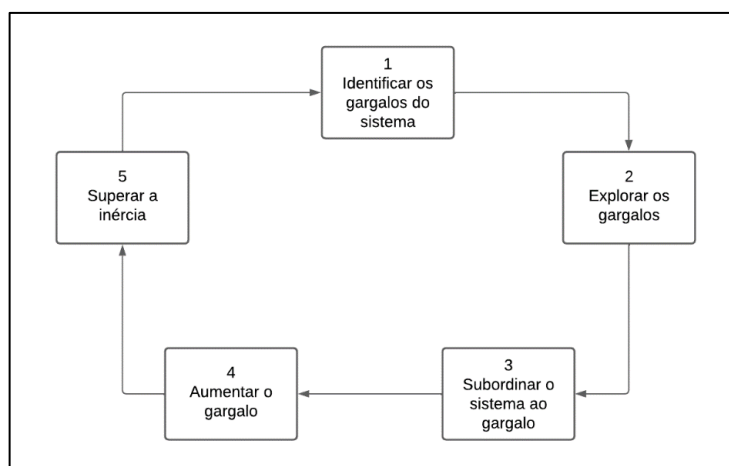 1
Identificar os
gargalos do
sistema
2
Explorar os
gargalos
3
Subordinar o
sistema ao
gargalo
4
Aumentar o
gargalo
5
Superar a
inércia